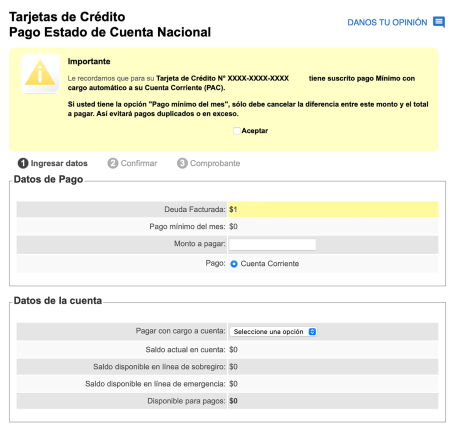 Tarjetas de Crédito
Pago Estado de Cuenta Nacional
DANOS TU OPINIÓN
Importante
Le recordamos que para su Tarjeta de Crédito N° XXXX-XXXX-XXXX tiene suscrito pago Mínimo con
cargo automático a su Cuenta Corriente (PAC).
Si usted tiene la opción "Pago mínimo del mes", sólo debe cancelar la diferencia entre este monto y el total
a pagar. Así evitará pagos duplicados o en exceso.
Aceptar
1 Ingresar datos 2 Confirmar 3 Comprobante
Datos de Pago
Deuda Facturada: $1
Pago mínimo del mes: $0
Monto a pagar:
Pago: Cuenta Corriente
Datos de la cuenta
Pagar con cargo a cuenta: Seleccione una opción
Saldo actual en cuenta: $0
Saldo disponible en línea de sobregiro: $0
Saldo disponible en línea de emergencia: $0
Disponible para pagos: $0